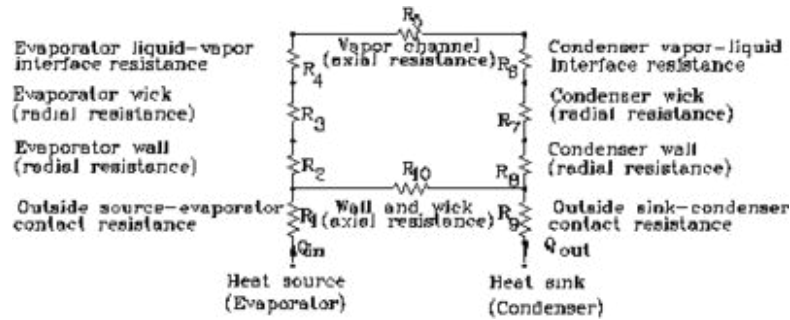 R5
Evaporator liquid-vapor
interface resistance
R4
Vapor channel
(axial resistance)
R6
Condenser vapor-liquid
interface resistance
Evaporator wick
(radial resistance)
R3
R7
Condenser wick
(radial resistance)
Evaporator wall
(radial resistance)
R2
R10
R8
Condenser wall
(radial resistance)
Outside source-evaporator
contact resistance
R1
Wall and wick
(axial resistance)
R9
Outside sink-condenser
contact resistance
Qin
Qout
Heat source
(Evaporator)
Heat sink
(Condenser)